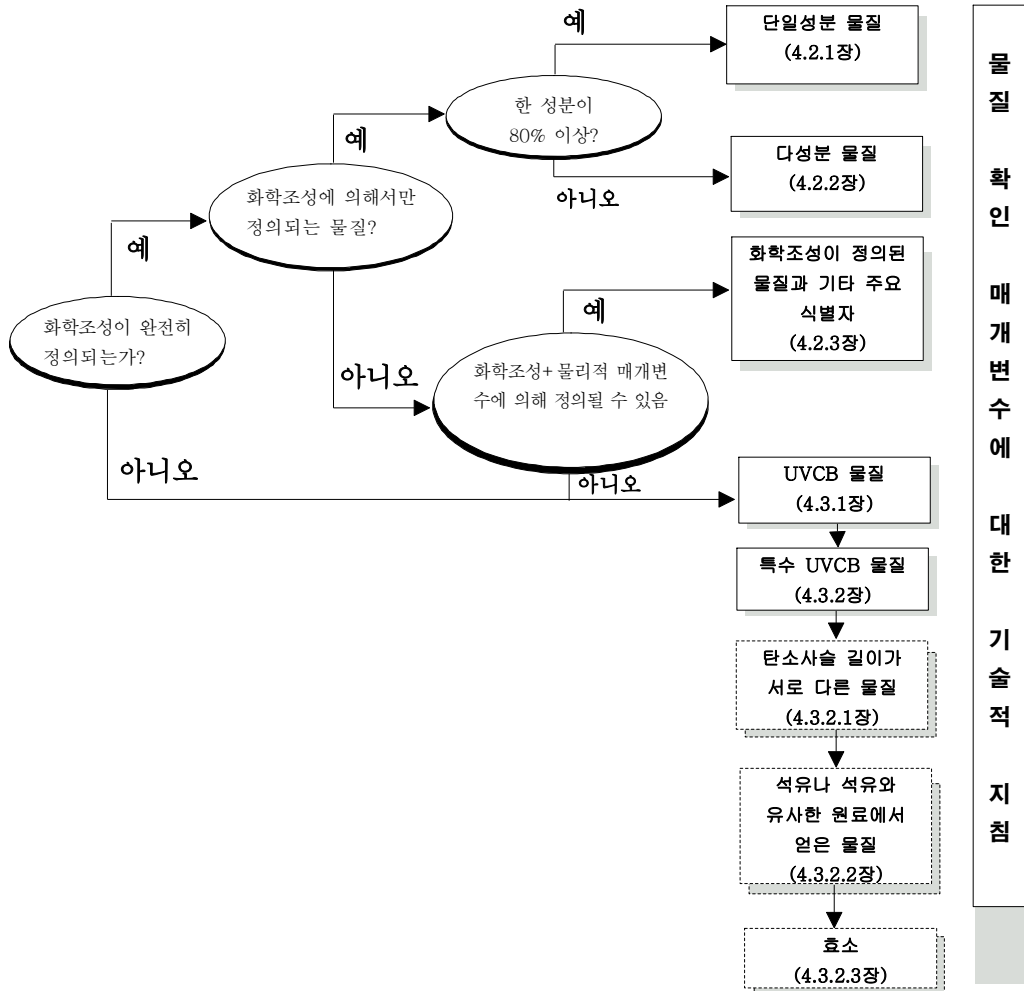 예
단일성분 물질
(4.2.1장)
한 성분이
80% 이상?
예
아니오
다성분 물질
(4.2.2장)
화학조성에 의해서만
정의되는 물질?
예
화학조성이 정의된
물질과 기타 주요
식별자
(4.2.3장)
예
화학조성이 완전히
정의되는가?
아니오
화학조성+ 물리적 매개변
수에 의해 정의될 수 있음
아니오
아니오
UVCB 물질
(4.3.1장)
특수 UVCB 물질
(4.3.2장)
탄소사슬 길이가
서로 다른 물질
(4.3.2.1장)
석유나 석유와
유사한 원료에서
얻은 물질
(4.3.2.2장)
효소
(4.3.2.3장)
물질 확인 매개변수에 대한 기술적 지침